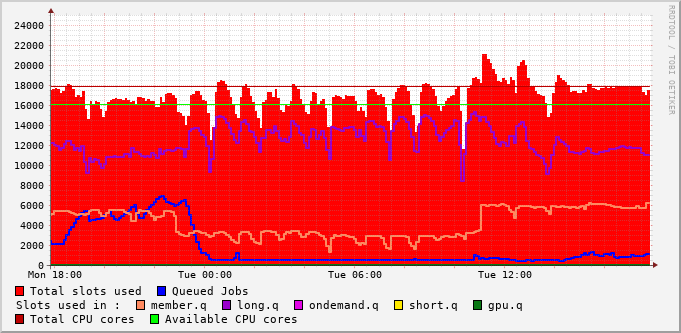 RRDTOOL / TOBI OETIKER
24000
22000
20000
18000
16000
14000
12000
10000
8000
6000
4000
2000
0
Mon 18:00 Tue 00:00 Tue 06:00 Tue 12:00
Total slots used Queued Jobs
Slots used in : member.q long.q ondemand.q short.q gpu.q
Total CPU cores Available CPU cores